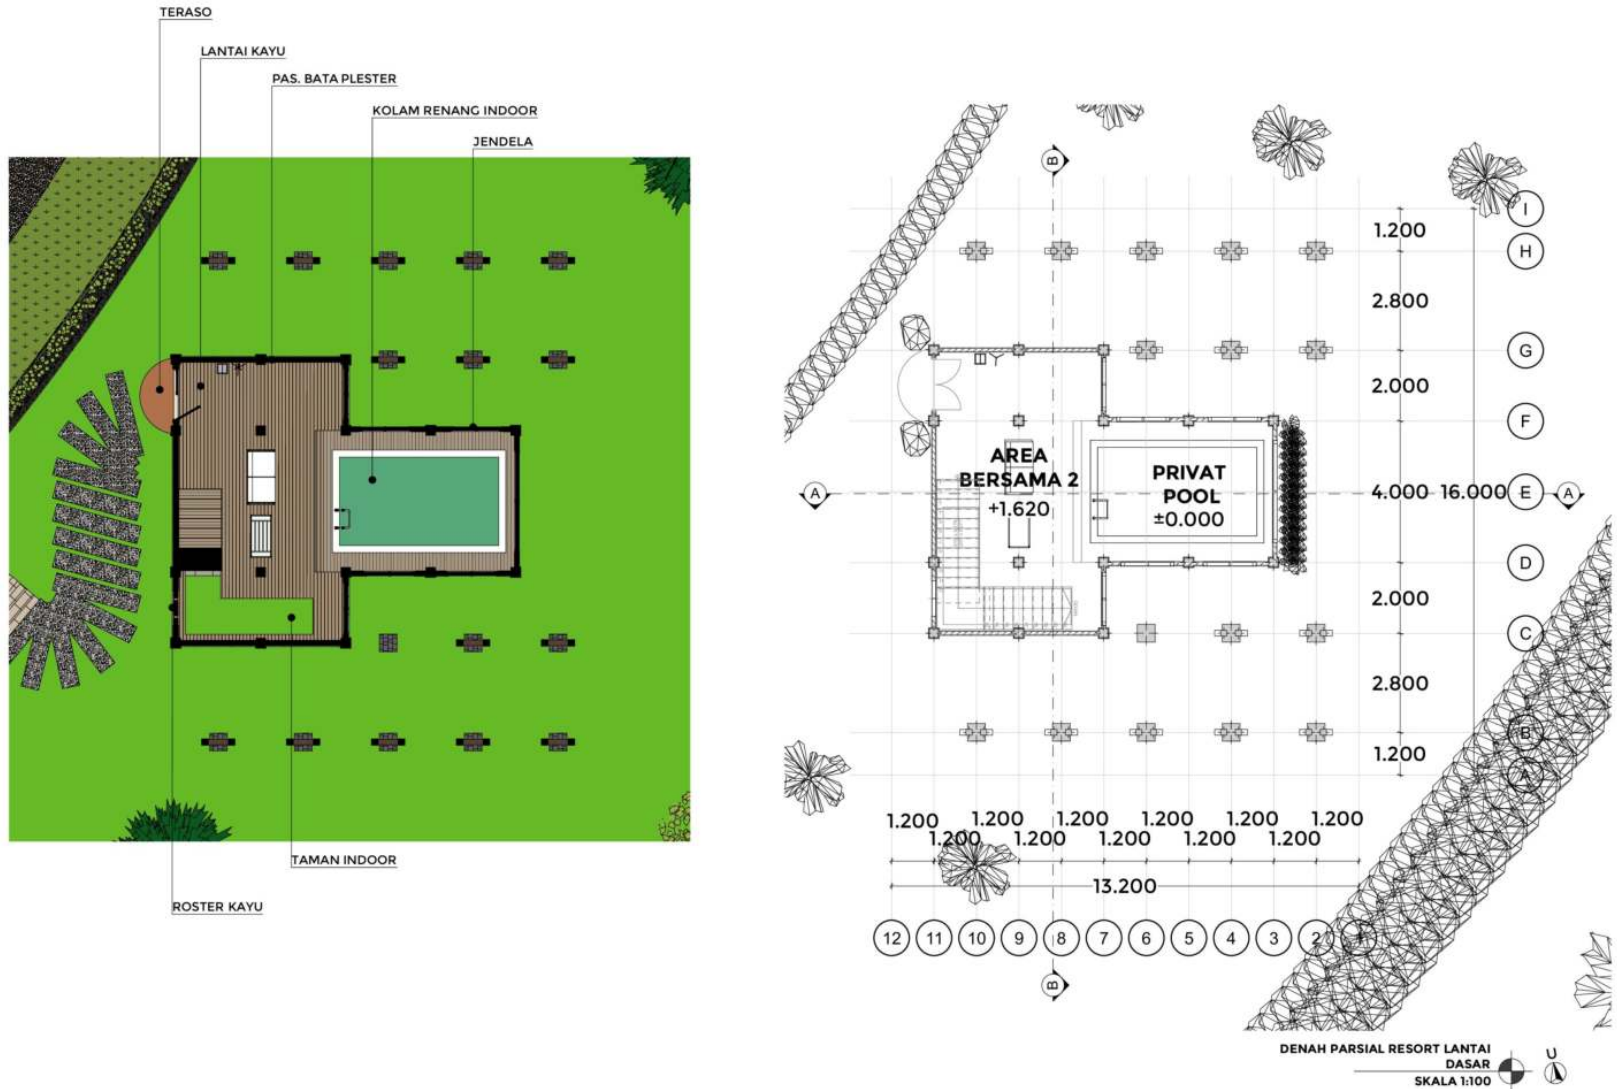 TERASO
LANTAI KAYU
PAS. BATA PLESTER
KOLAM RENANG INDOOR
JENDELA
TAMAN INDOOR
ROSTER KAYU
B
I
1.200
H
2.800
G
2.000
F
AREA
BERSAMA 2
+1.620
PRIVAT
POOL
±0.000
A
4.000
16.000
E
A
D
2.000
C
2.800
B
1.200
A
1.200 1.200 1.200 1.200 1.200 1.200
1.200 1.200 1.200 1.200 1.200
13.200
12 11 10 9 8 7 6 5 4 3 2 1
B
DENAH PARSIAL RESORT LANTAI
DASAR
SKALA 1:100
U